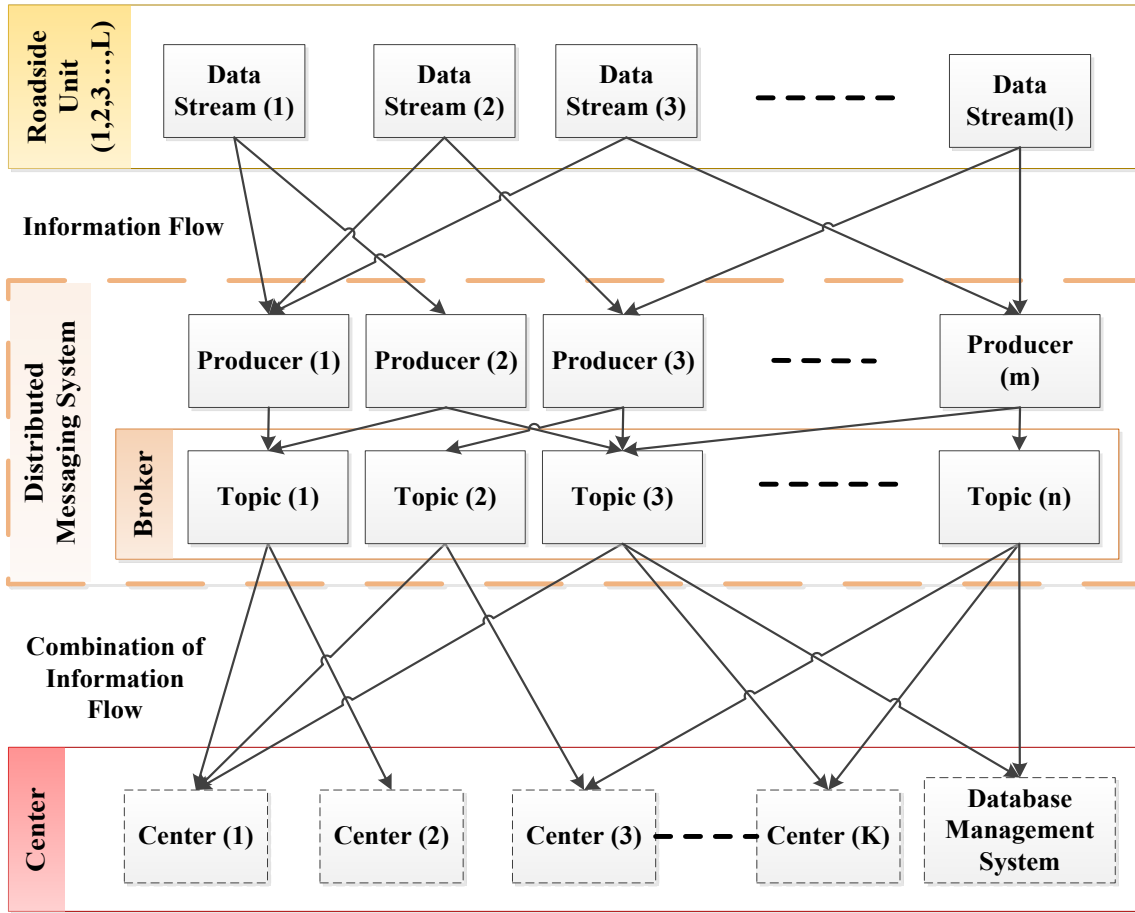 Roadside
Unit
(1,2,3…,L)
Data
Stream (1)
Data
Stream (2)
Data
Stream (3)
Data
Stream(l)
Information Flow
Distributed
Messaging System
Producer (1)
Producer (2)
Producer (3)
Producer
(m)
Broker
Topic (1)
Topic (2)
Topic (3)
Topic (n)
Combination of
Information
Flow
Center
Center (1)
Center (2)
Center (3)
Center (K)
Database
Management
System